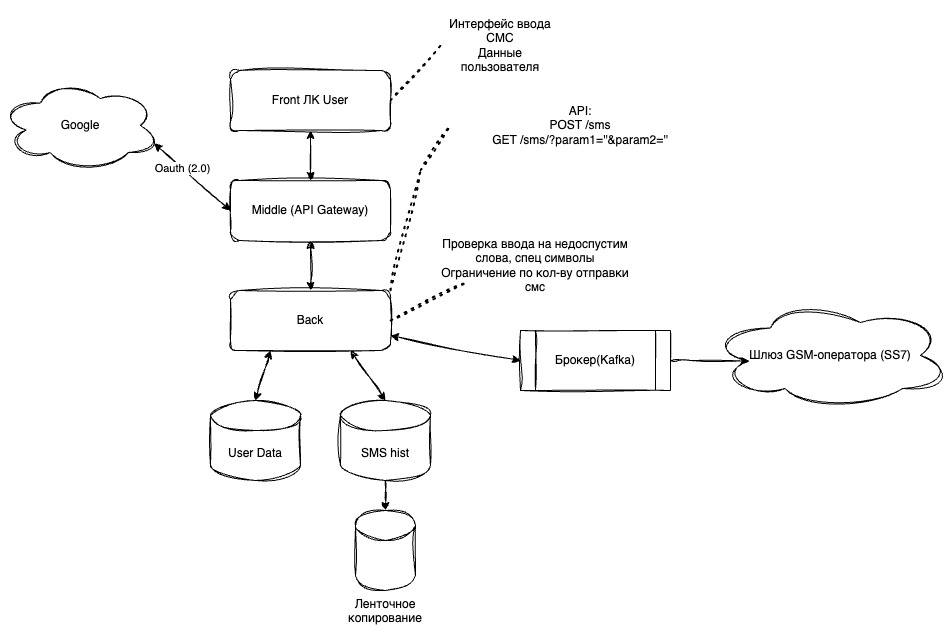 Интерфейс ввода
СМС
Данные
пользователя
Front ЛК User
Google
API:
POST /sms
GET /sms/?param1="&param2="
Oauth (2.0)
Middle (API Gateway)
Проверка ввода на недоспустим
слова, спец символы
Ограничение по кол-ву отправки
смс
Back
Брокер(Kafka)
Шлюз GSM-оператора (SS7)
User Data
SMS hist
Ленточное
копирование